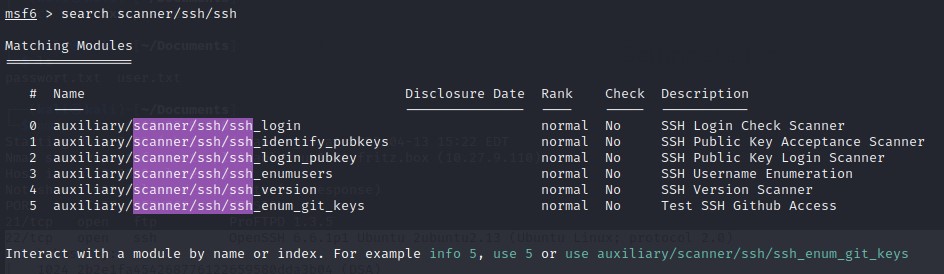 msf6 > search scanner/ssh/ssh
Matching Modules
================
# Name Disclosure Date Rank Check Description
- ---- --------------- ---- ----- -----------
0 auxiliary/scanner/ssh/ssh_login normal No SSH Login Check Scanner
1 auxiliary/scanner/ssh/ssh_identify_pubkeys normal No SSH Public Key Acceptance Scanner
2 auxiliary/scanner/ssh/ssh_login_pubkey normal No SSH Public Key Login Scanner
3 auxiliary/scanner/ssh/ssh_enumusers normal No SSH Username Enumeration
4 auxiliary/scanner/ssh/ssh_version normal No SSH Version Scanner
5 auxiliary/scanner/ssh/ssh_enum_git_keys normal No Test SSH Github Access
Interact with a module by name or index. For example info 5, use 5 or use auxiliary/scanner/ssh/ssh_enum_git_keys